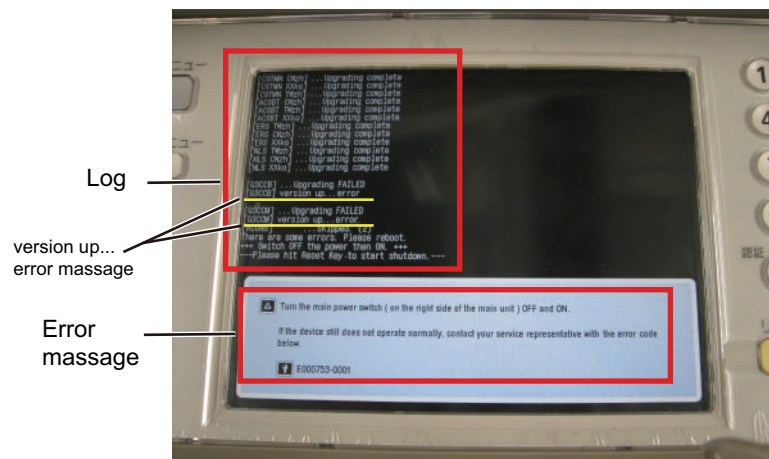 [CSTMN CNzh] ...Upgrading complete
[CSTMN XXko] ...Upgrading complete
[CSTMN TWzh] ...Upgrading complete
[ACSBT CNzh] ...Upgrading complete
[ACSBT TWzh] ...Upgrading complete
[ACSBT XXko] ...Upgrading complete
[ERS TWzh] ...Upgrading complete
[ERS CNzh] ...Upgrading complete
[ERS XXko] ...Upgrading complete
[NLS TWzh] ...Upgrading complete
[NLS CNzh] ...Upgrading complete
[NLS XXko] ...Upgrading complete
[G3CCB] ...Upgrading FAILED
[G3CCB] version up...error
[G3CCM] ...Upgrading FAILED
[G3CCM] version up...error
...skipped. (2)
There are some errors. Please reboot.
+++ Switch OFF the power then ON. +++
---Please hit Reset Key to start shutdown.---
Log
version up...
error massage
Error
massage
Turn the main power switch ( on the right side of the main unit ) OFF and ON.
If the device still does not operate normally, contact your service representative with the error code
below.
E000753-0001
1
4